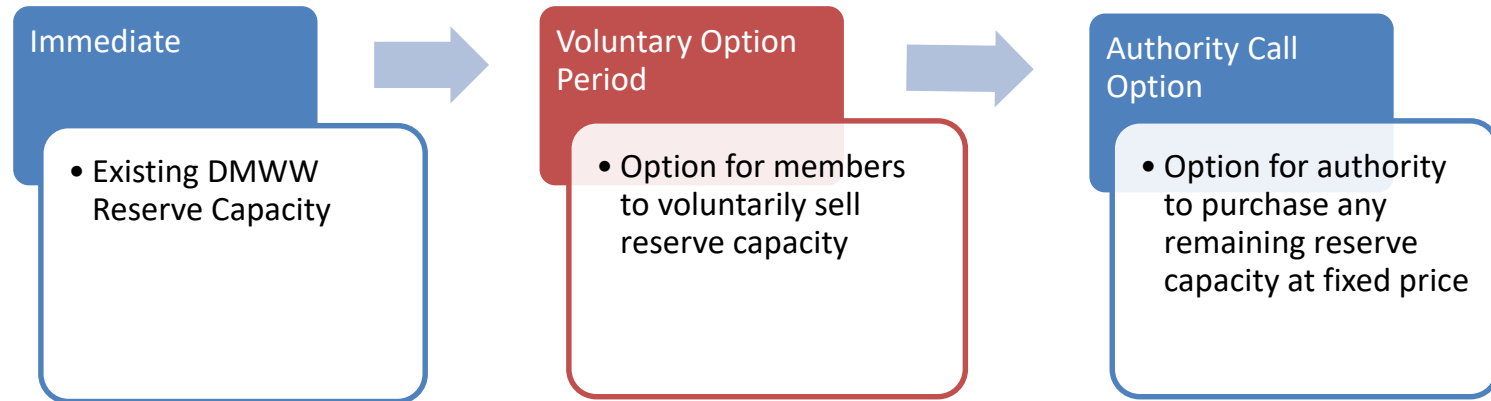 Immediate
• Existing DMWW
Reserve Capacity
Voluntary Option
Period
• Option for members
to voluntarily sell
reserve capacity
Authority Call
Option
• Option for authority
to purchase any
remaining reserve
capacity at fixed price